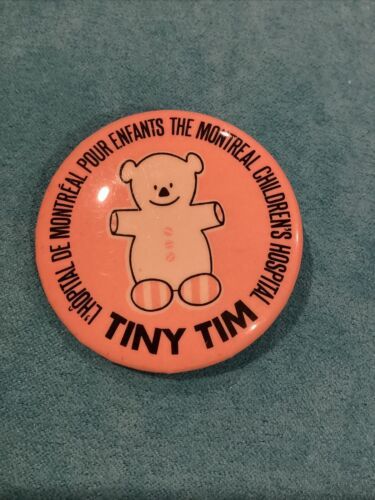 L'HÔPITAL DE MONTRÉAL POUR ENFANTS THE MONTREAL CHILDREN'S HOSPITAL
TINY TIM